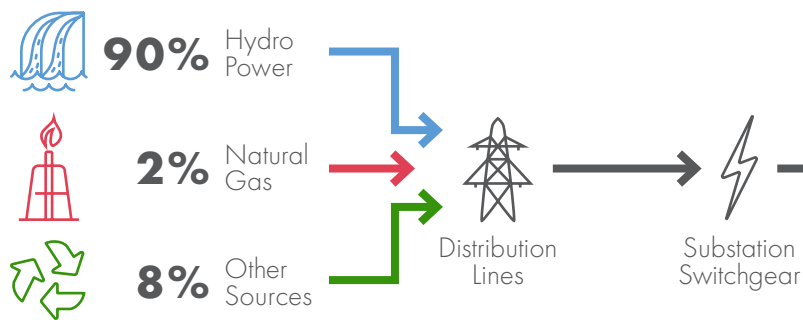 90% Hydro
Power
2% Natural
Gas
8% Other
Sources
Distribution
Lines
Substation
Switchgear